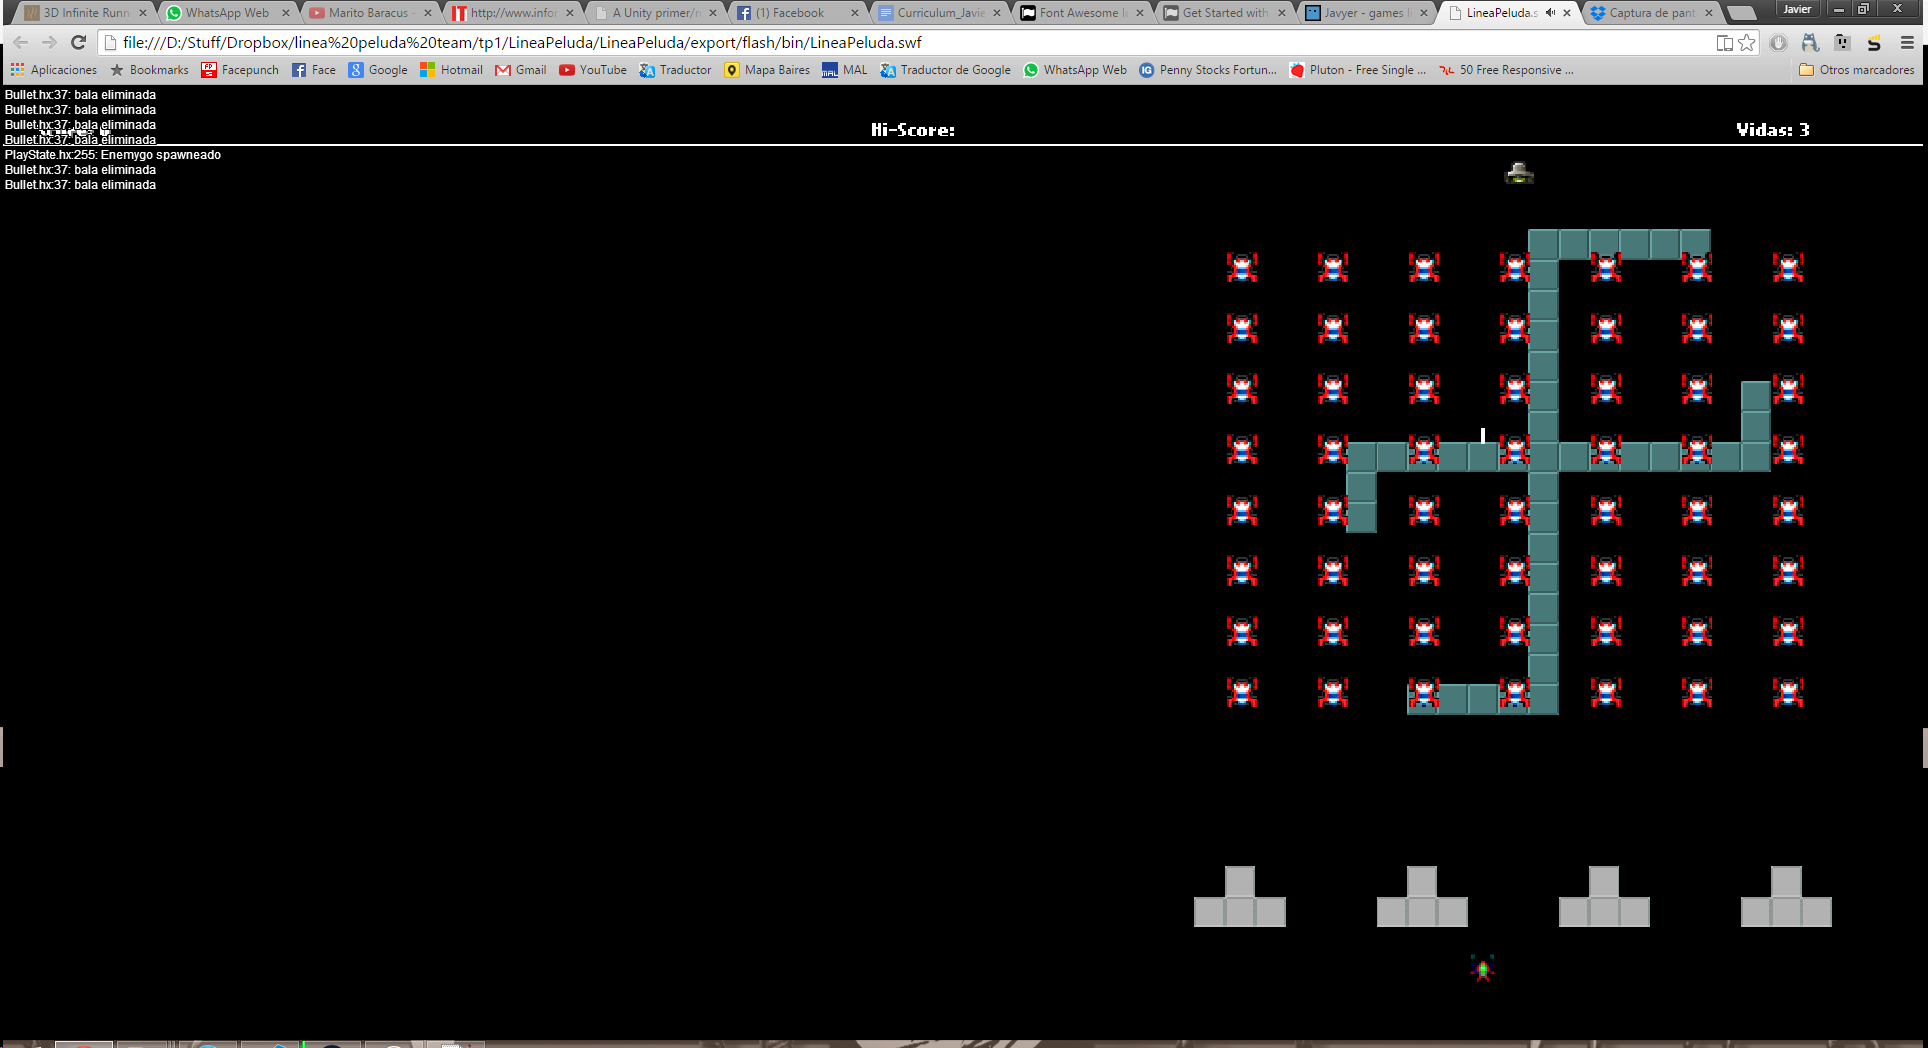 3D Infinite Runn
WhatsApp Web
Marito Baracus -
http://www.infor
A Unity primer/r
(1) Facebook
Curriculum_Javie
Font Awesome I
Get Started with
Javyer - games li
LineaPeluda.s
Captura de pant
Javier
file:///D:/Stuff/Dropbox/linea%20peluda%20team/tp1/LineaPeluda/LineaPeluda/export/flash/bin/LineaPeluda.swf
Aplicaciones Bookmarks Facepunch Face Google Hotmail Gmail YouTube Traductor Mapa Baires MAL Traductor de Google WhatsApp Web Penny Stocks Fortun... Pluton - Free Single ... 50 Free Responsive ... Otros marcadores
Bullet.hx:37: bala eliminada
Bullet.hx:37: bala eliminada
Bullet.hx:37: bala eliminada
Bullet.hx:37: bala eliminada
Hi-Score:
Vidas: 3
PlayState.hx:255: Enemygo spawneado
Bullet.hx:37: bala eliminada
Bullet.hx:37: bala eliminada